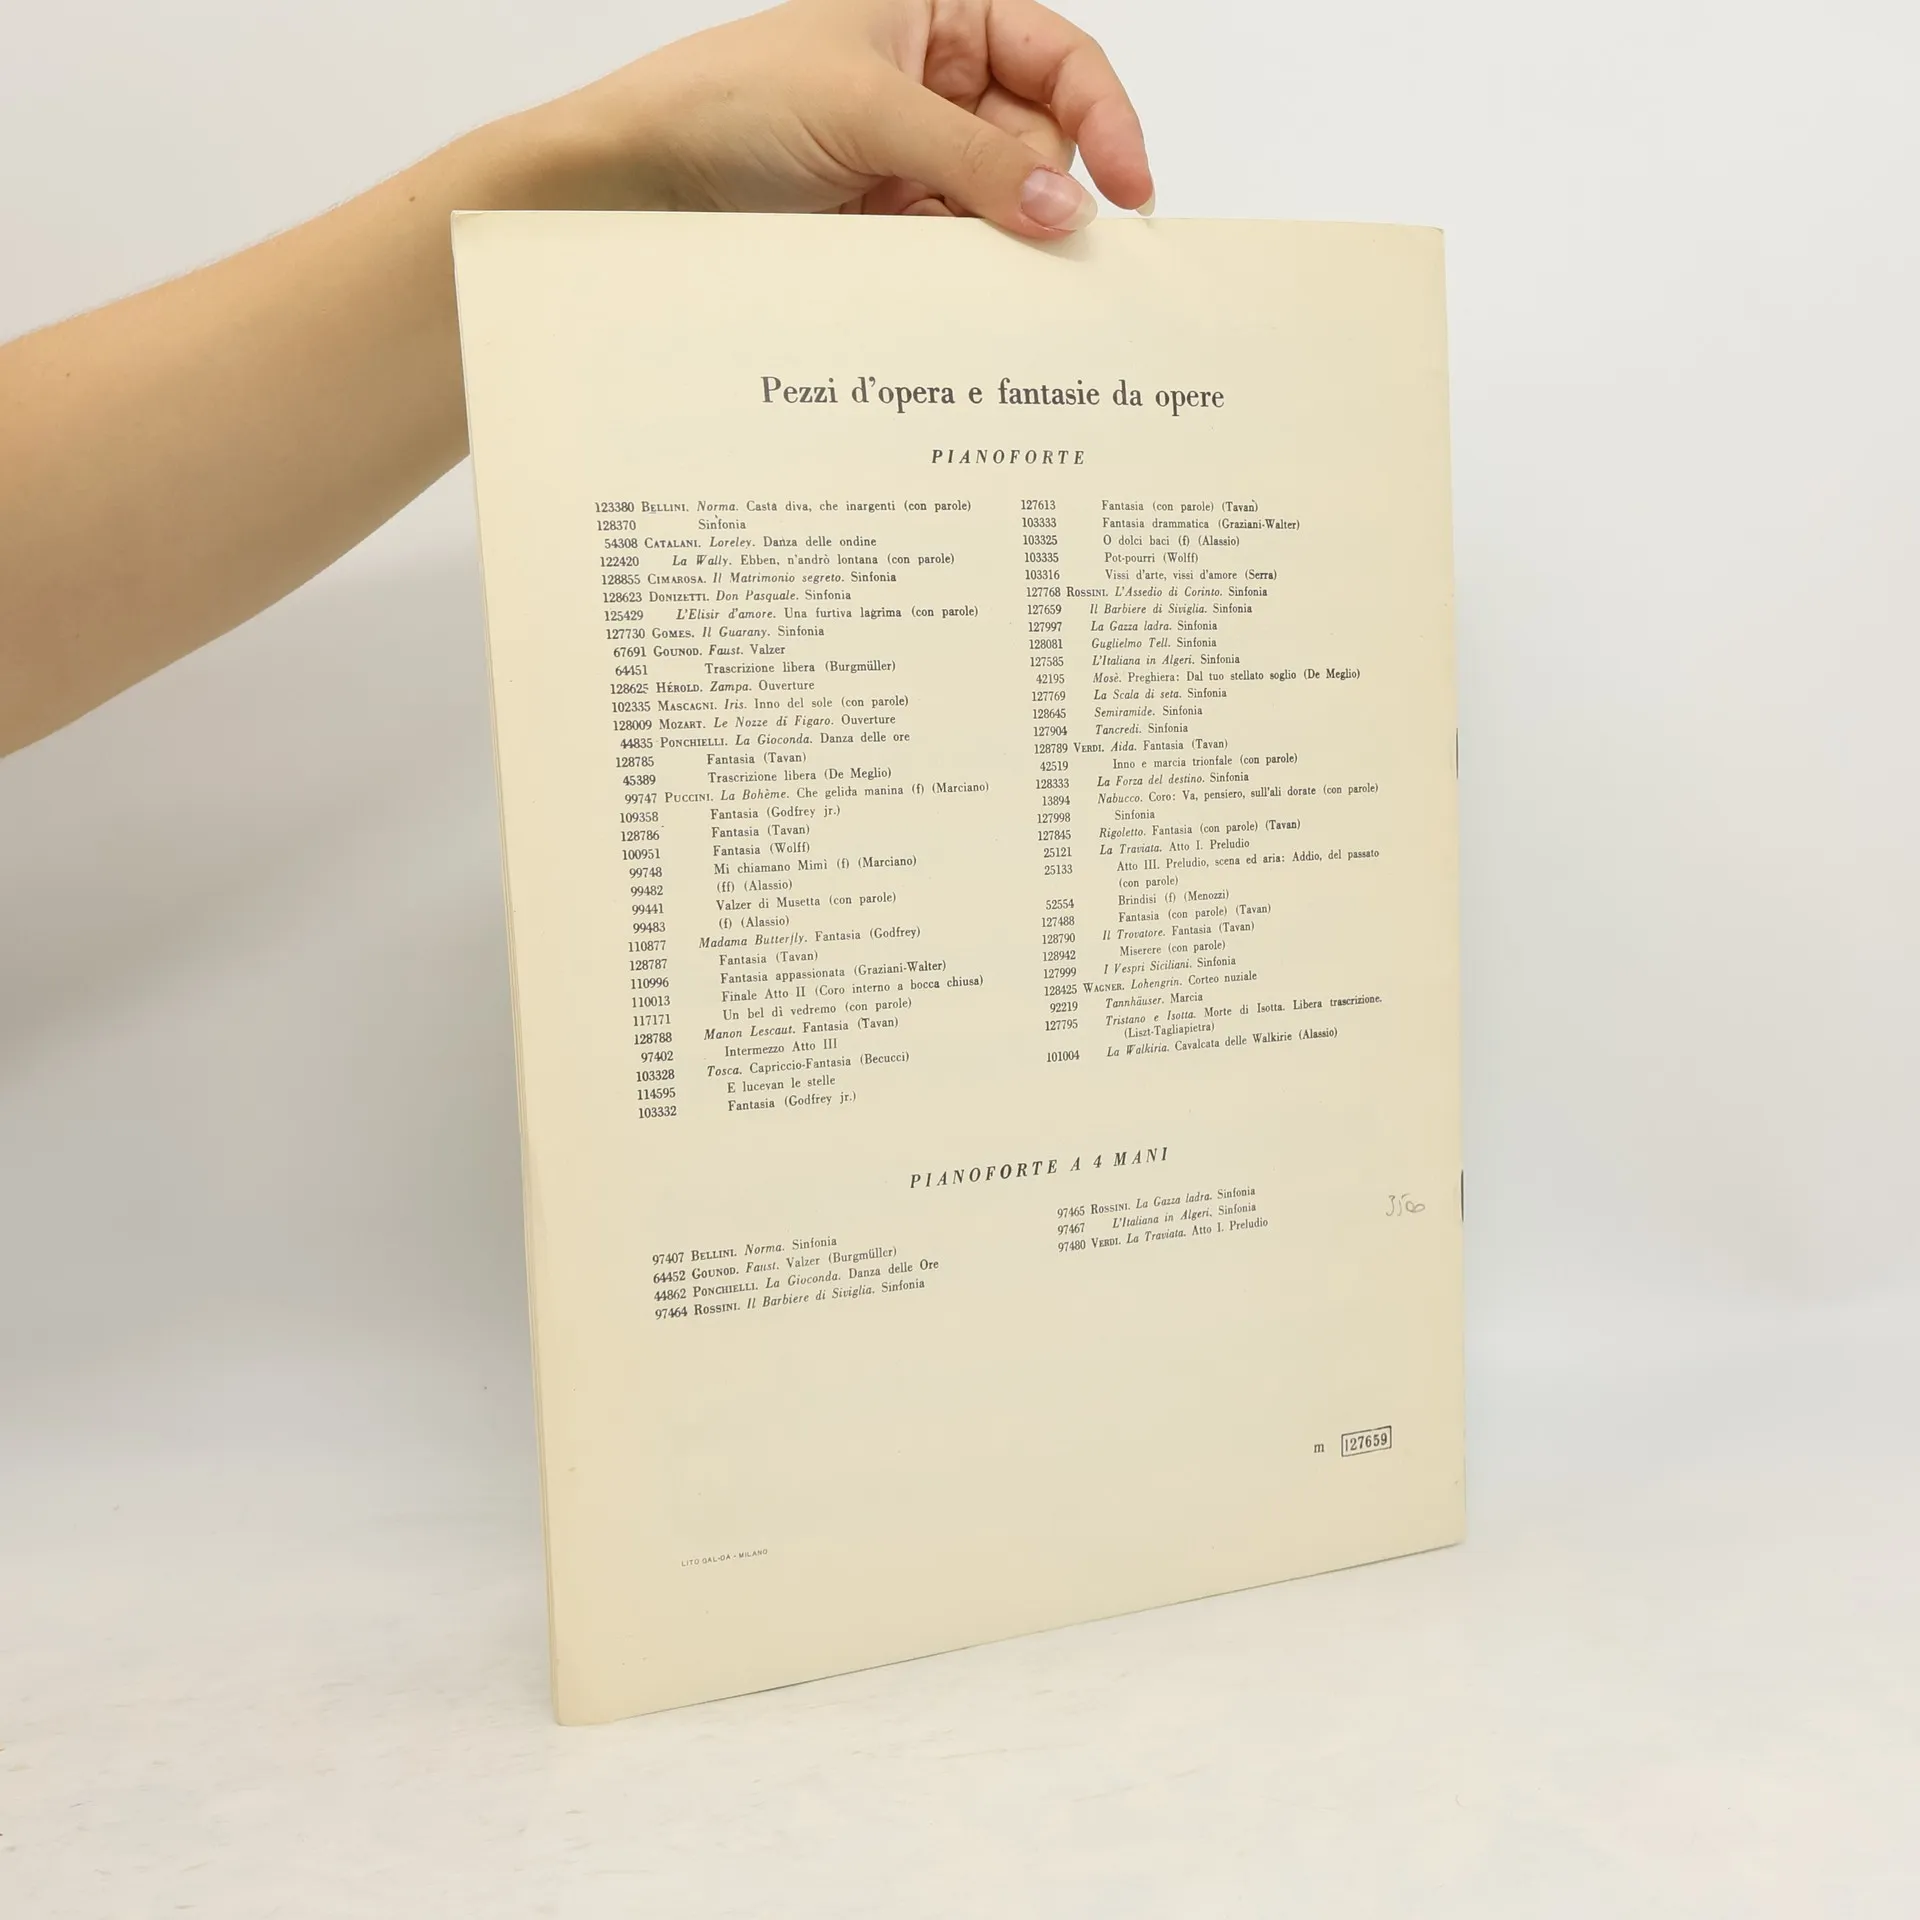 Pezzi d'opera e fantasie da opere
PIANOFORTE
123380 BELLINI. Norma. Casta diva, che inargenti (con parole)
128370 Sinfonia
54308 CATALANI. Loreley. Danza delle ondine
122420 La Wally. Ebben, n'andrò lontana (con parole)
128855 CIMAROSA. Il Matrimonio segreto. Sinfonia
128623 DONIZETTI. Don Pasquale. Sinfonia
125429 L'Elisir d'amore. Una furtiva lagrima (con parole)
127730 GOMES. Il Guarany. Sinfonia
67691 GOUNOD. Faust. Valzer
64451 Trascrizione libera (Burgmüller)
128625 HÉROLD. Zampa. Ouverture
102335 MASCAGNI. Iris. Inno del sole (con parole)
128009 MOZART. Le Nozze di Figaro. Ouverture
44835 PONCHIELLI. La Gioconda. Danza delle ore
128785 Fantasia (Tavan)
45389 Trascrizione libera (De Meglio)
99747 PUCCINI. La Bohème. Che gelida manina (f) (Marciano)
109358 Fantasia (Godfrey jr.)
128786 Fantasia (Tavan)
100951 Fantasia (Wolff)
99748 Mi chiamano Mimì (f) (Marciano)
99482 (ff) (Alassio)
99441 Valzer di Musetta (con parole)
99483 (f) (Alassio)
110877 Madama Butterfly. Fantasia (Godfrey)
128787 Fantasia (Tavan)
110996 Fantasia appassionata (Graziani-Walter)
110013 Finale Atto II (Coro interno a bocca chiusa)
117171 Un bel dì vedremo (con parole)
128788 Manon Lescaut. Fantasia (Tavan)
97402 Intermezzo Atto III
103328 Tosca. Capriccio-Fantasia (Becucci)
114595 E lucevan le stelle
103332 Fantasia (Godfrey jr.)
127613 Fantasia (con parole) (Tavan)
103333 Fantasia drammatica (Graziani-Walter)
103325 O dolci baci (f) (Alassio)
103335 Pot-pourri (Wolff)
103316 Vissi d'arte, vissi d'amore (Serra)
127768 ROSSINI. L'Assedio di Corinto. Sinfonia
127659 Il Barbiere di Siviglia. Sinfonia
127997 La Gazza ladra. Sinfonia
128081 Guglielmo Tell. Sinfonia
127585 L'Italiana in Algeri. Sinfonia
42195 Mosè. Preghiera: Dal tuo stellato soglio (De Meglio)
127769 La Scala di seta. Sinfonia
128645 Semiramide. Sinfonia
127904 Tancredi. Sinfonia
128789 VERDI. Aida. Fantasia (Tavan)
42519 Inno e marcia trionfale (con parole)
128333 La Forza del destino. Sinfonia
13894 Nabucco. Coro: Va, pensiero, sull'ali dorate (con parole)
127998 Sinfonia
127845 Rigoletto. Fantasia (con parole) (Tavan)
25121 La Traviata. Atto I. Preludio
25133 Atto III. Preludio, scena ed aria: Addio, del passato
(con parole)
52554 Brindisi (f) (Menozzi)
127488 Fantasia (con parole) (Tavan)
128790 Il Trovatore. Fantasia (Tavan)
128942 Miserere (con parole)
127999 I Vespri Siciliani. Sinfonia
128425 WAGNER. Lohengrin. Corteo nuziale
92219 Tannhäuser. Marcia
127795 Tristano e Isotta. Morte di Isotta. Libera trascrizione.
(Liszt-Tagliapietra)
101004 La Walkiria. Cavalcata delle Walkirie (Alassio)
PIANOFORTE A 4 MANI
97407 BELLINI. Norma. Sinfonia
64452 GOUNOD. Faust. Valzer (Burgmüller)
44862 PONCHIELLI. La Gioconda. Danza delle Ore
97464 ROSSINI. Il Barbiere di Siviglia. Sinfonia
97465 ROSSINI. La Gazza ladra. Sinfonia
97467 L'Italiana in Algeri. Sinfonia
97480 VERDI. La Traviata. Atto I. Preludio
3500
m 127659
LITO GAL-DA - MILANO